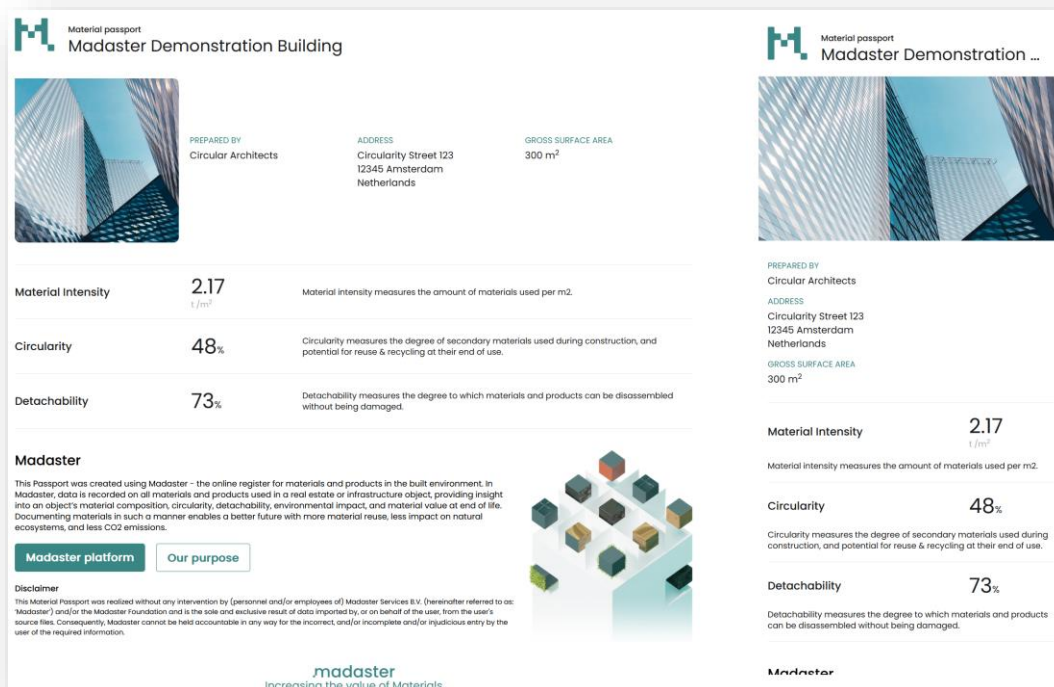 Material passport
Madaster Demonstration Building
PREPARED BY
Circular Architects
ADDRESS
Circularity Street 123
12345 Amsterdam
Netherlands
GROSS SURFACE AREA
300 m²
Material Intensity
2.17
t /m²
Material intensity measures the amount of materials used per m2.
Circularity
48%
Circularity measures the degree of secondary materials used during construction, and
potential for reuse & recycling at their end of use.
Detachability
73%
Detachability measures the degree to which materials and products can be disassembled
without being damaged.
Madaster
This Passport was created using Madaster - the online register for materials and products in the built environment. In
Madaster, data is recorded on all materials and products used in a real estate or infrastructure object, providing insight
into an object's material composition, circularity, detachability, environmental impact, and material value at end of life.
Documenting materials in such a manner enables a better future with more material reuse, less impact on natural
ecosystems, and less CO2 emissions.
Madaster platform
Our purpose
Disclaimer
This Material Passport was realized without any intervention by (personnel and/or employees of) Madaster Services B.V. (hereinafter referred to as:
'Madaster') and/or the Madaster Foundation and is the sole and exclusive result of data imported by, or on behalf of the user, from the user's
source files. Consequently, Madaster cannot be held accountable in any way for the incorrect, and/or incomplete and/or injudicious entry by the
user of the required information.
madaster
Increasing the value of Materials
Material passport
Madaster Demonstration ...
PREPARED BY
Circular Architects
ADDRESS
Circularity Street 123
12345 Amsterdam
Netherlands
GROSS SURFACE AREA
300 m²
Material Intensity
2.17
t /m²
Material intensity measures the amount of materials used per m2.
Circularity
48%
Circularity measures the degree of secondary materials used during
construction, and potential for reuse & recycling at their end of use.
Detachability
73%
Detachability measures the degree to which materials and products
can be disassembled without being damaged.
Madaster